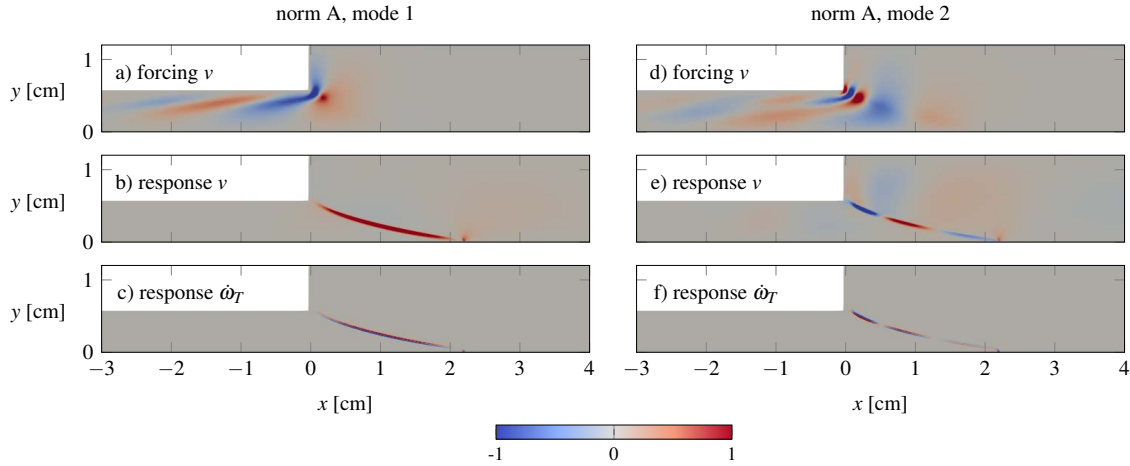 norm A, mode 1
norm A, mode 2
a) forcing v
d) forcing v
y [cm]
1
0
y [cm]
1
0
b) response v
e) response v
y [cm]
1
0
c) response ω̇_T
f) response ω̇_T
−3 −2 −1 0 1 2 3 4
−3 −2 −1 0 1 2 3 4
x [cm]
x [cm]
-1 0 1